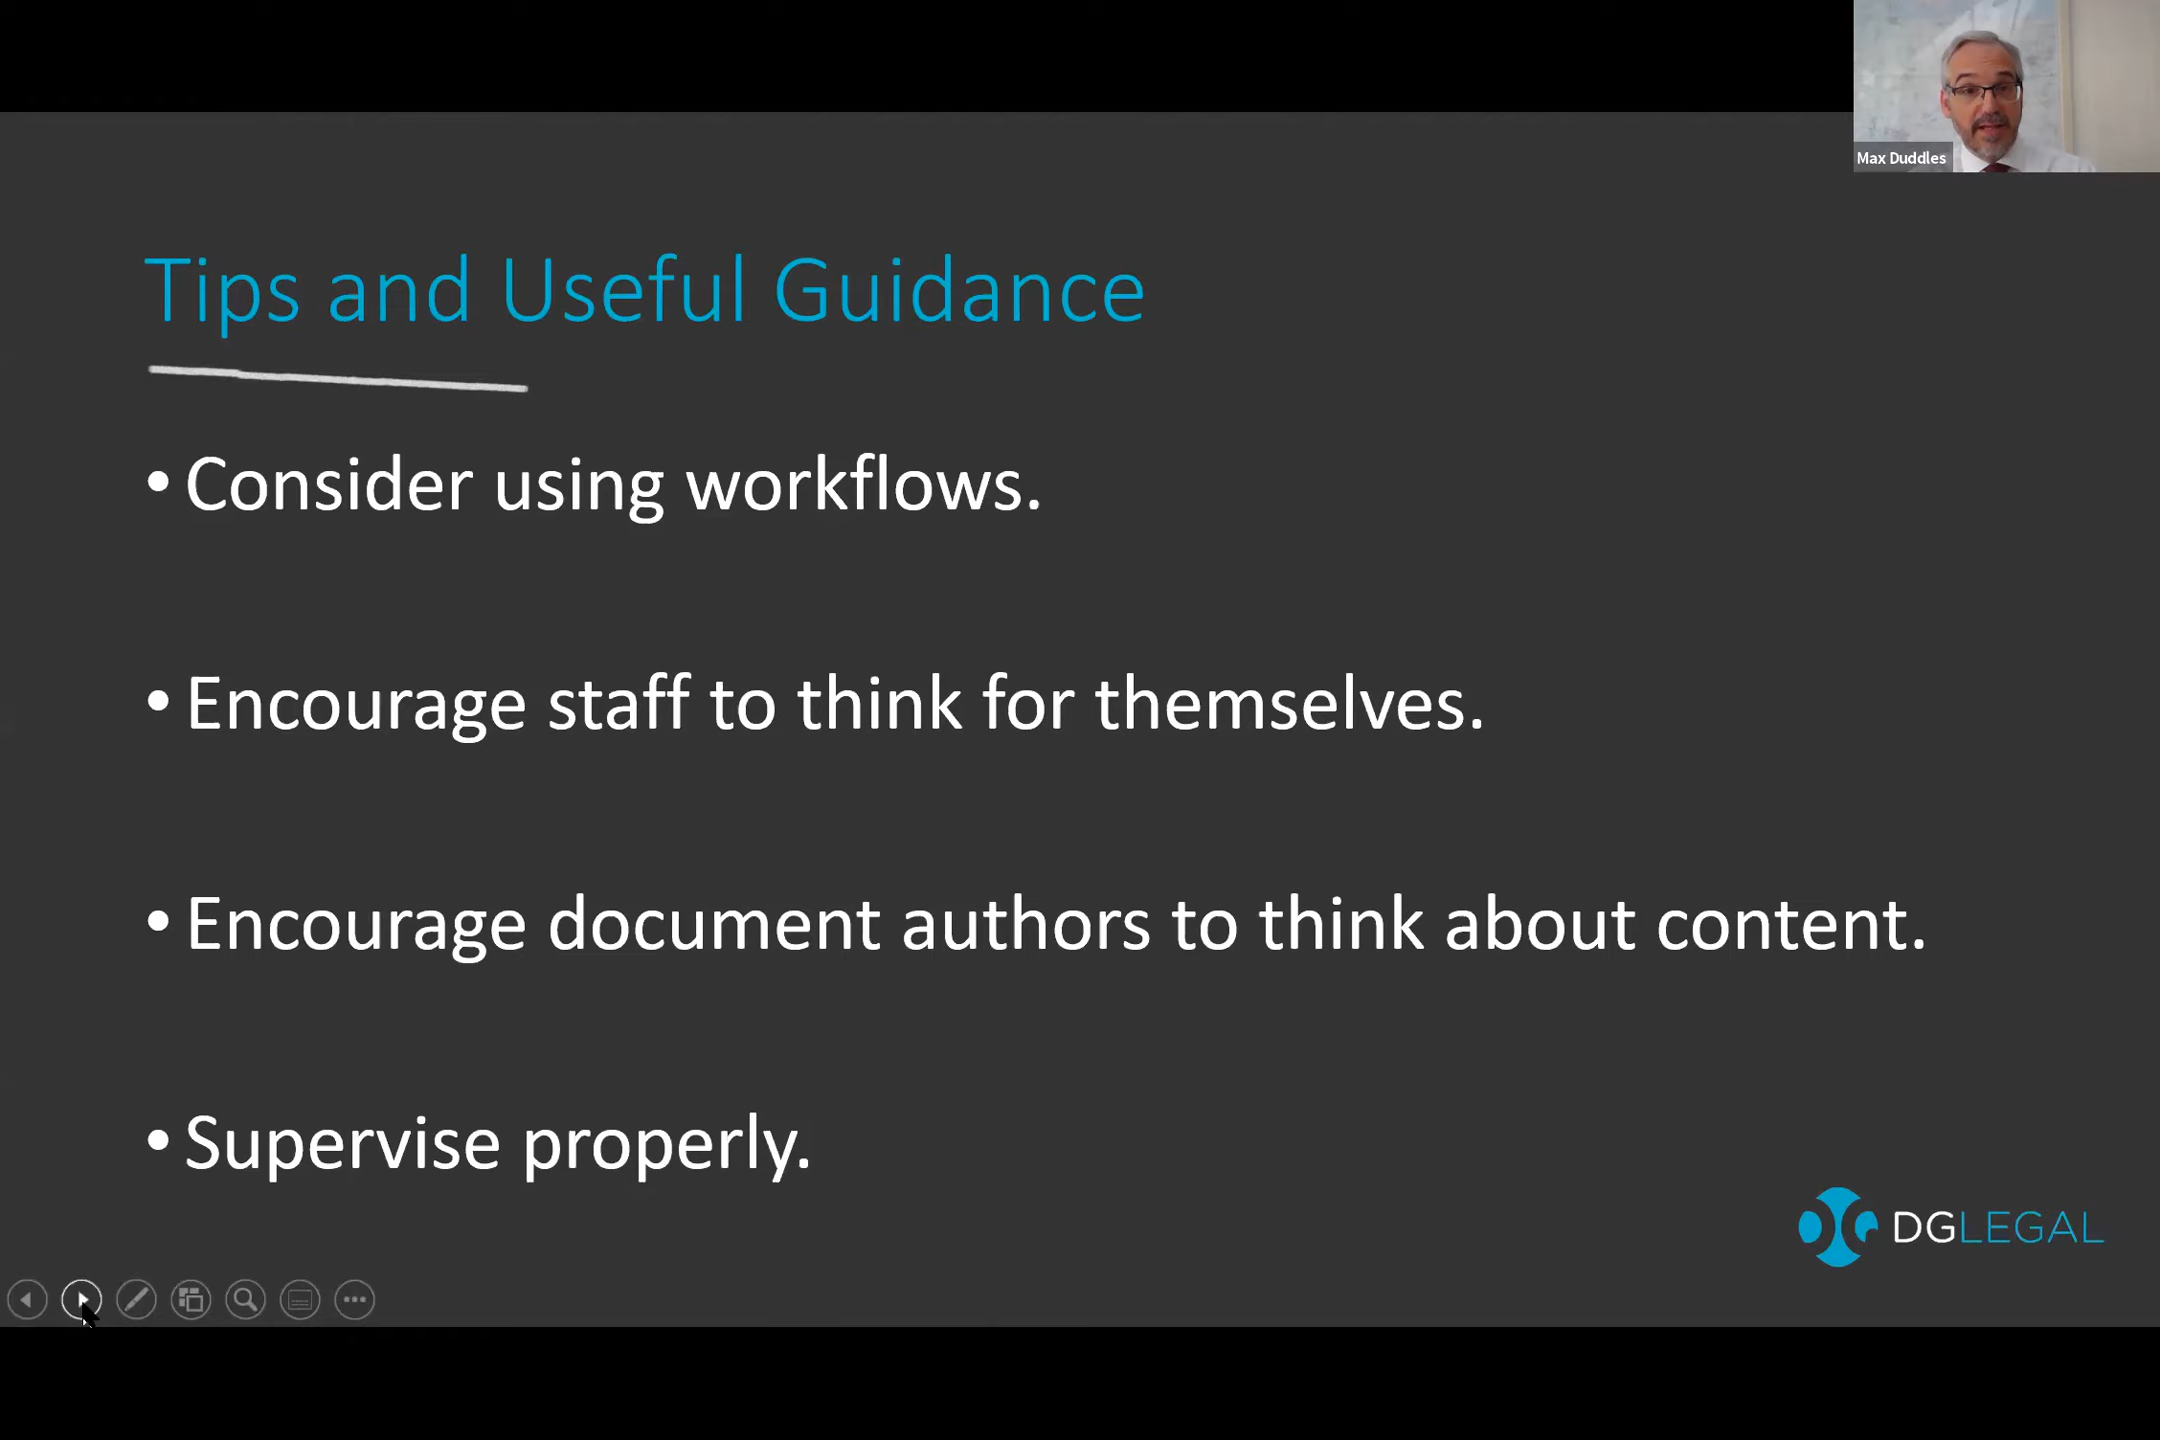 Max Duddles
Tips and Useful Guidance
• Consider using workflows.
• Encourage staff to think for themselves.
• Encourage document authors to think about content.
• Supervise properly.
DGLEGAL